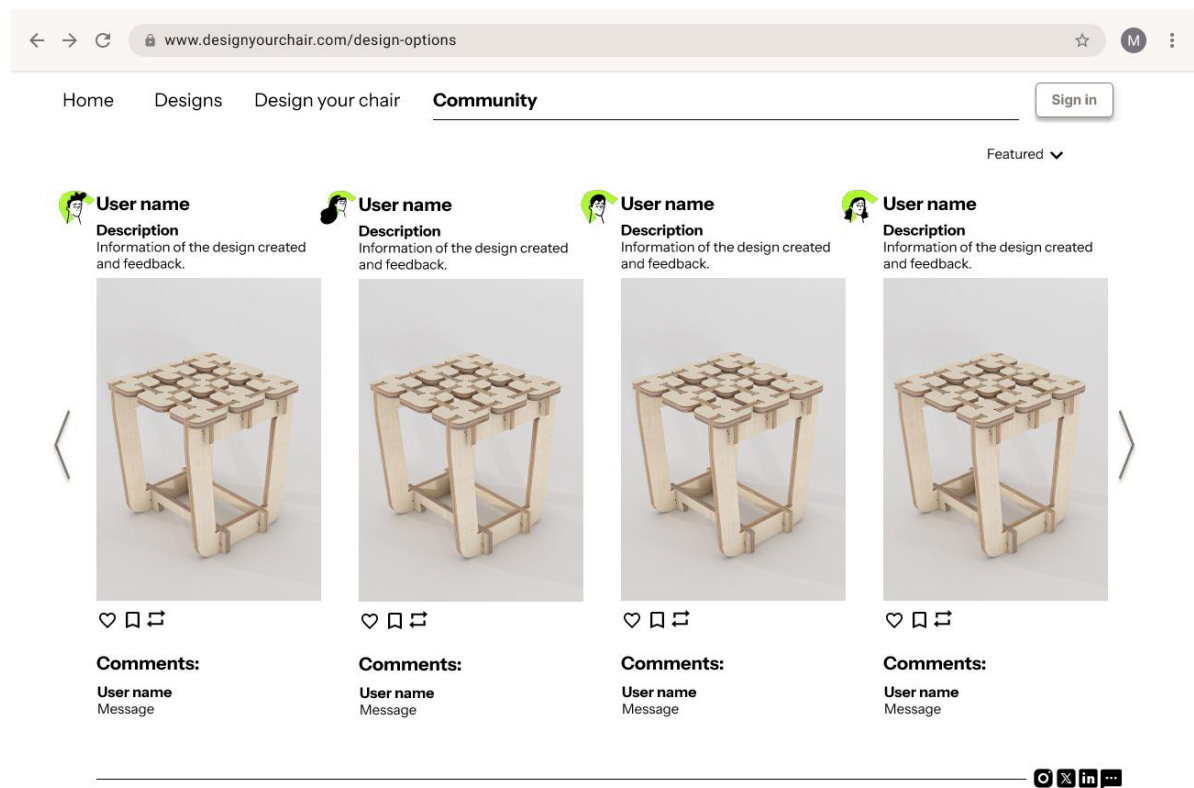 www.designyourchair.com/design-options
M
Home
Designs
Design your chair
Community
Sign in
Featured
User name
Description
Information of the design created
and feedback.
Comments:
User name
Message
User name
Description
Information of the design created
and feedback.
Comments:
User name
Message
User name
Description
Information of the design created
and feedback.
Comments:
User name
Message
User name
Description
Information of the design created
and feedback.
Comments:
User name
Message